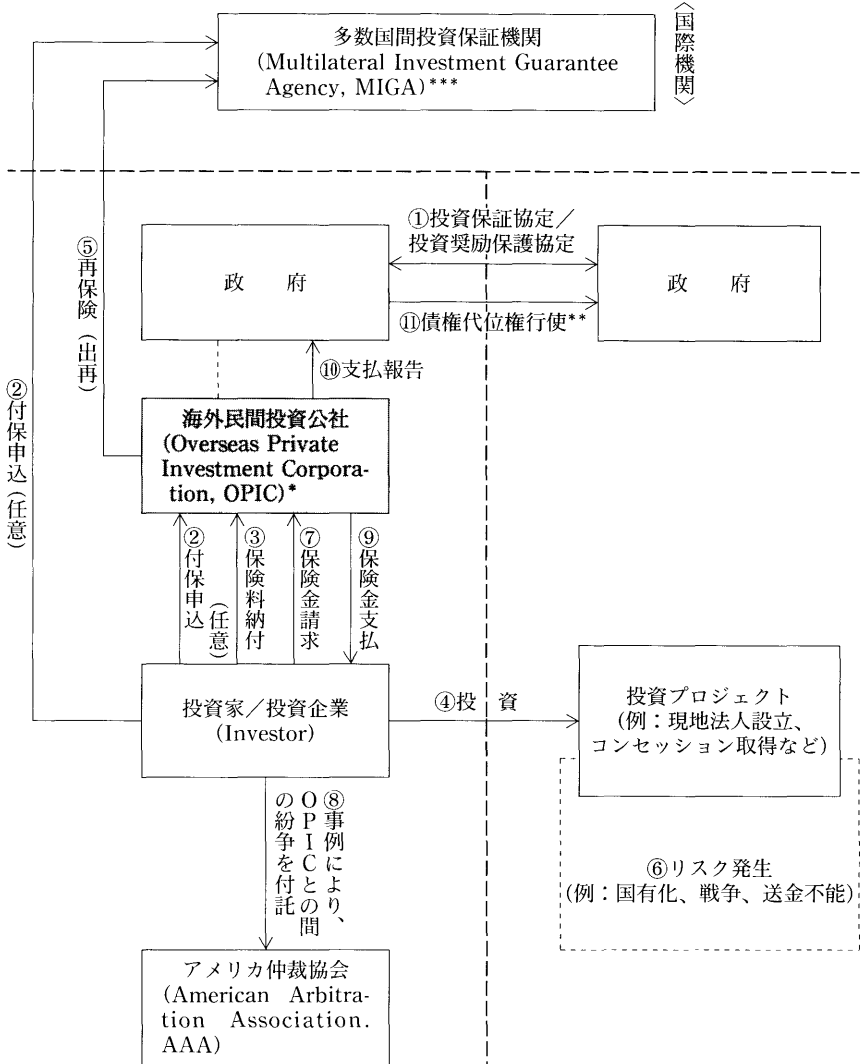 〈国際機関〉
多数国間投資保証機関
(Multilateral Investment Guarantee
Agency, MIGA)***
②付保申込(任意)
⑤再保険(出再)
政 府
①投資保証協定/
投資奨励保護協定
政 府
⑪債権代位権行使**
⑩支払報告
海外民間投資公社
(Overseas Private
Investment Corpora-
tion, OPIC)*
②付保申込
(任意)
③保険料納付
⑦保険金請求
⑨保険金支払
投資家/投資企業
(Investor)
④投 資
投資プロジェクト
(例:現地法人設立、
コンセッション取得など)
⑥リスク発生
(例:国有化、戦争、送金不能)
⑧事例により、
OPICとの間
の紛争を付託
アメリカ仲裁協会
(American Arbitra-
tion Association.
AAA)